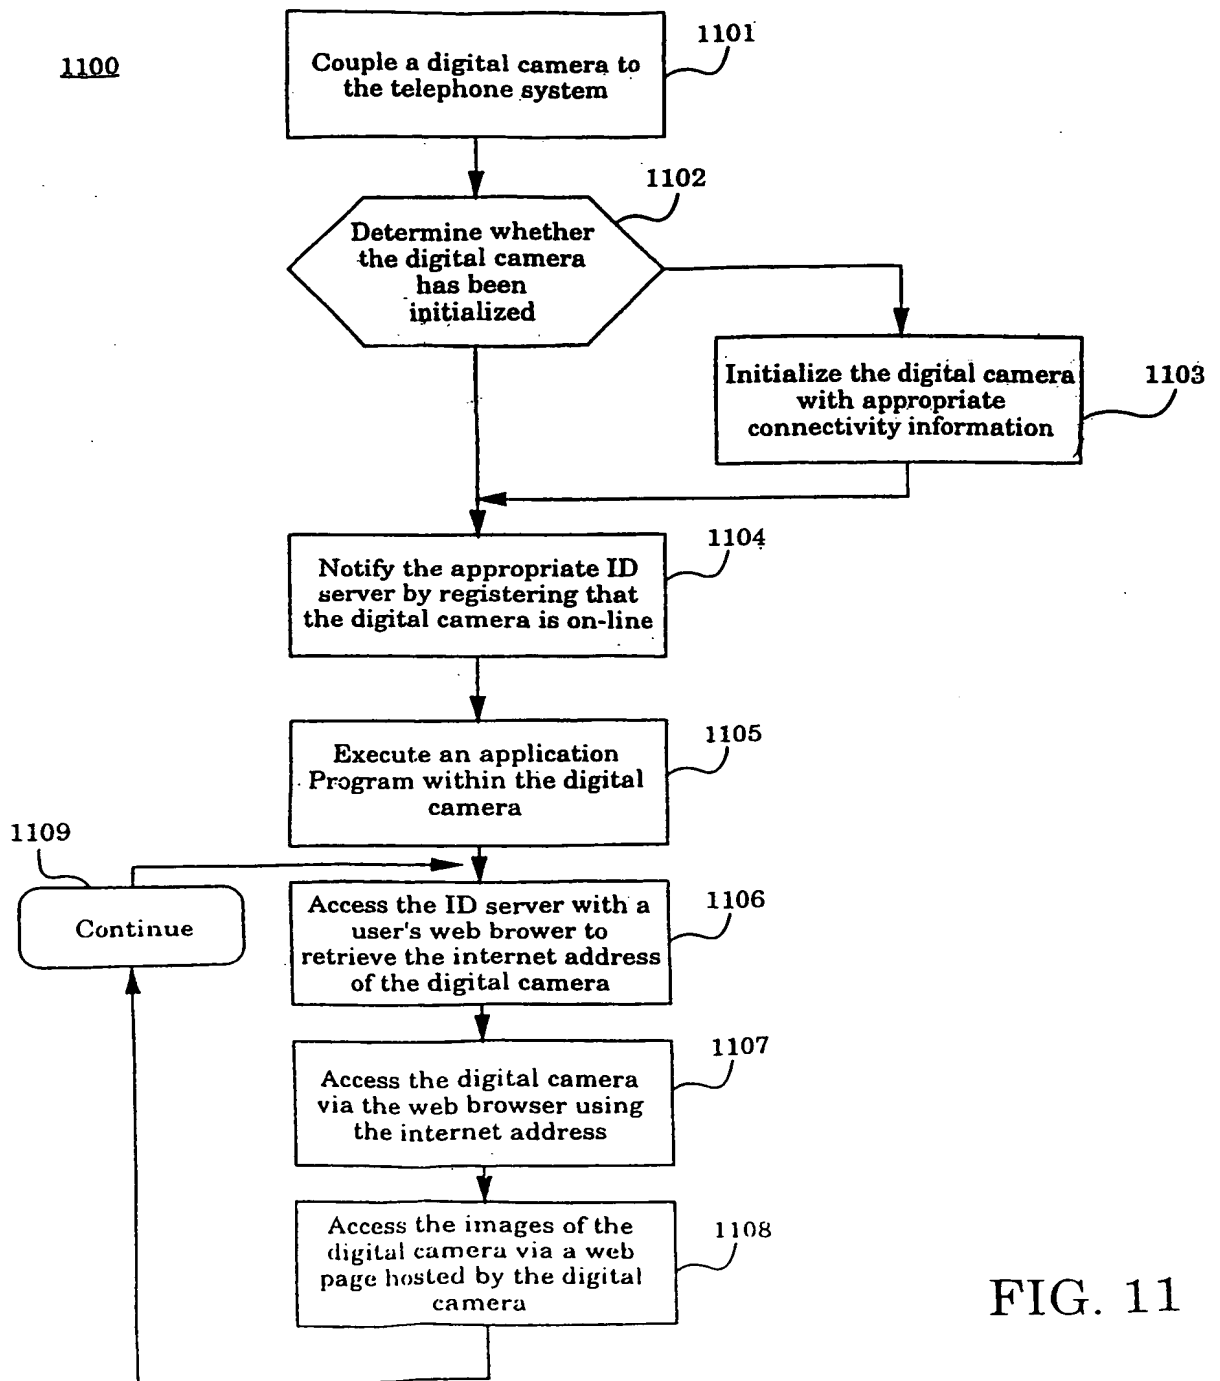 1100
1101
Couple a digital camera to
the telephone system
1102
Determine whether
the digital camera
has been
initialized
1103
Initialize the digital camera
with appropriate
connectivity information
1104
Notify the appropriate ID
server by registering that
the digital camera is on-line
1105
Execute an application
Program within the digital
camera
1109
Continue
1106
Access the ID server with a
user's web brower to
retrieve the internet address
of the digital camera
1107
Access the digital camera
via the web browser using
the internet address
1108
Access the images of the
digital camera via a web
page hosted by the digital
camera
FIG. 11